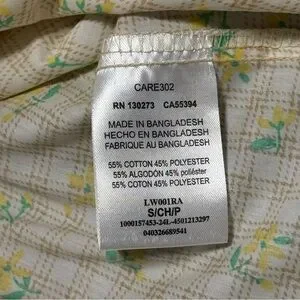 CARE302
RN 130273 CA55394
MADE IN BANGLADESH
HECHO EN BANGLADESH
FABRIQUE AU BANGLADESH
55% COTTON 45% POLYESTER
55% ALGODÓN 45% poliéster
55% COTON 45% POLYESTER
LW001RA
S/CH/P
1000157453-24L-4501213297
040326689541